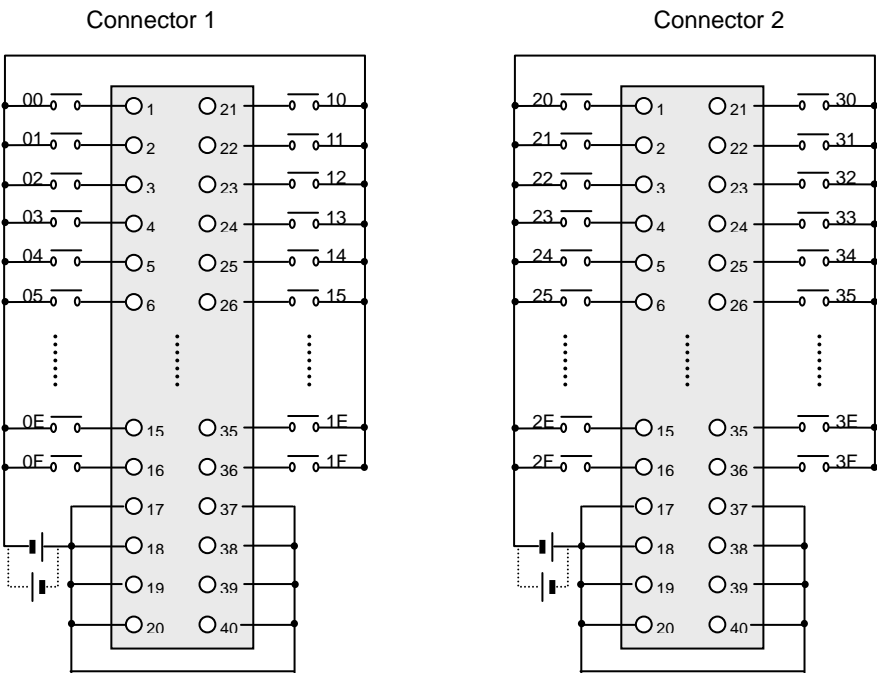 Connector 1 Connector 2
00 1 21 10 20 1 21 30
01 2 22 11 21 2 22 31
02 3 23 12 22 3 23 32
03 4 24 13 23 4 24 33
04 5 25 14 24 5 25 34
05 6 26 15 25 6 26 35
0E 15 35 1E 2E 15 35 3E
0F 16 36 1F 2F 16 36 3F
17 37 17 37
18 38 18 38
19 39 19 39
20 40 20 40